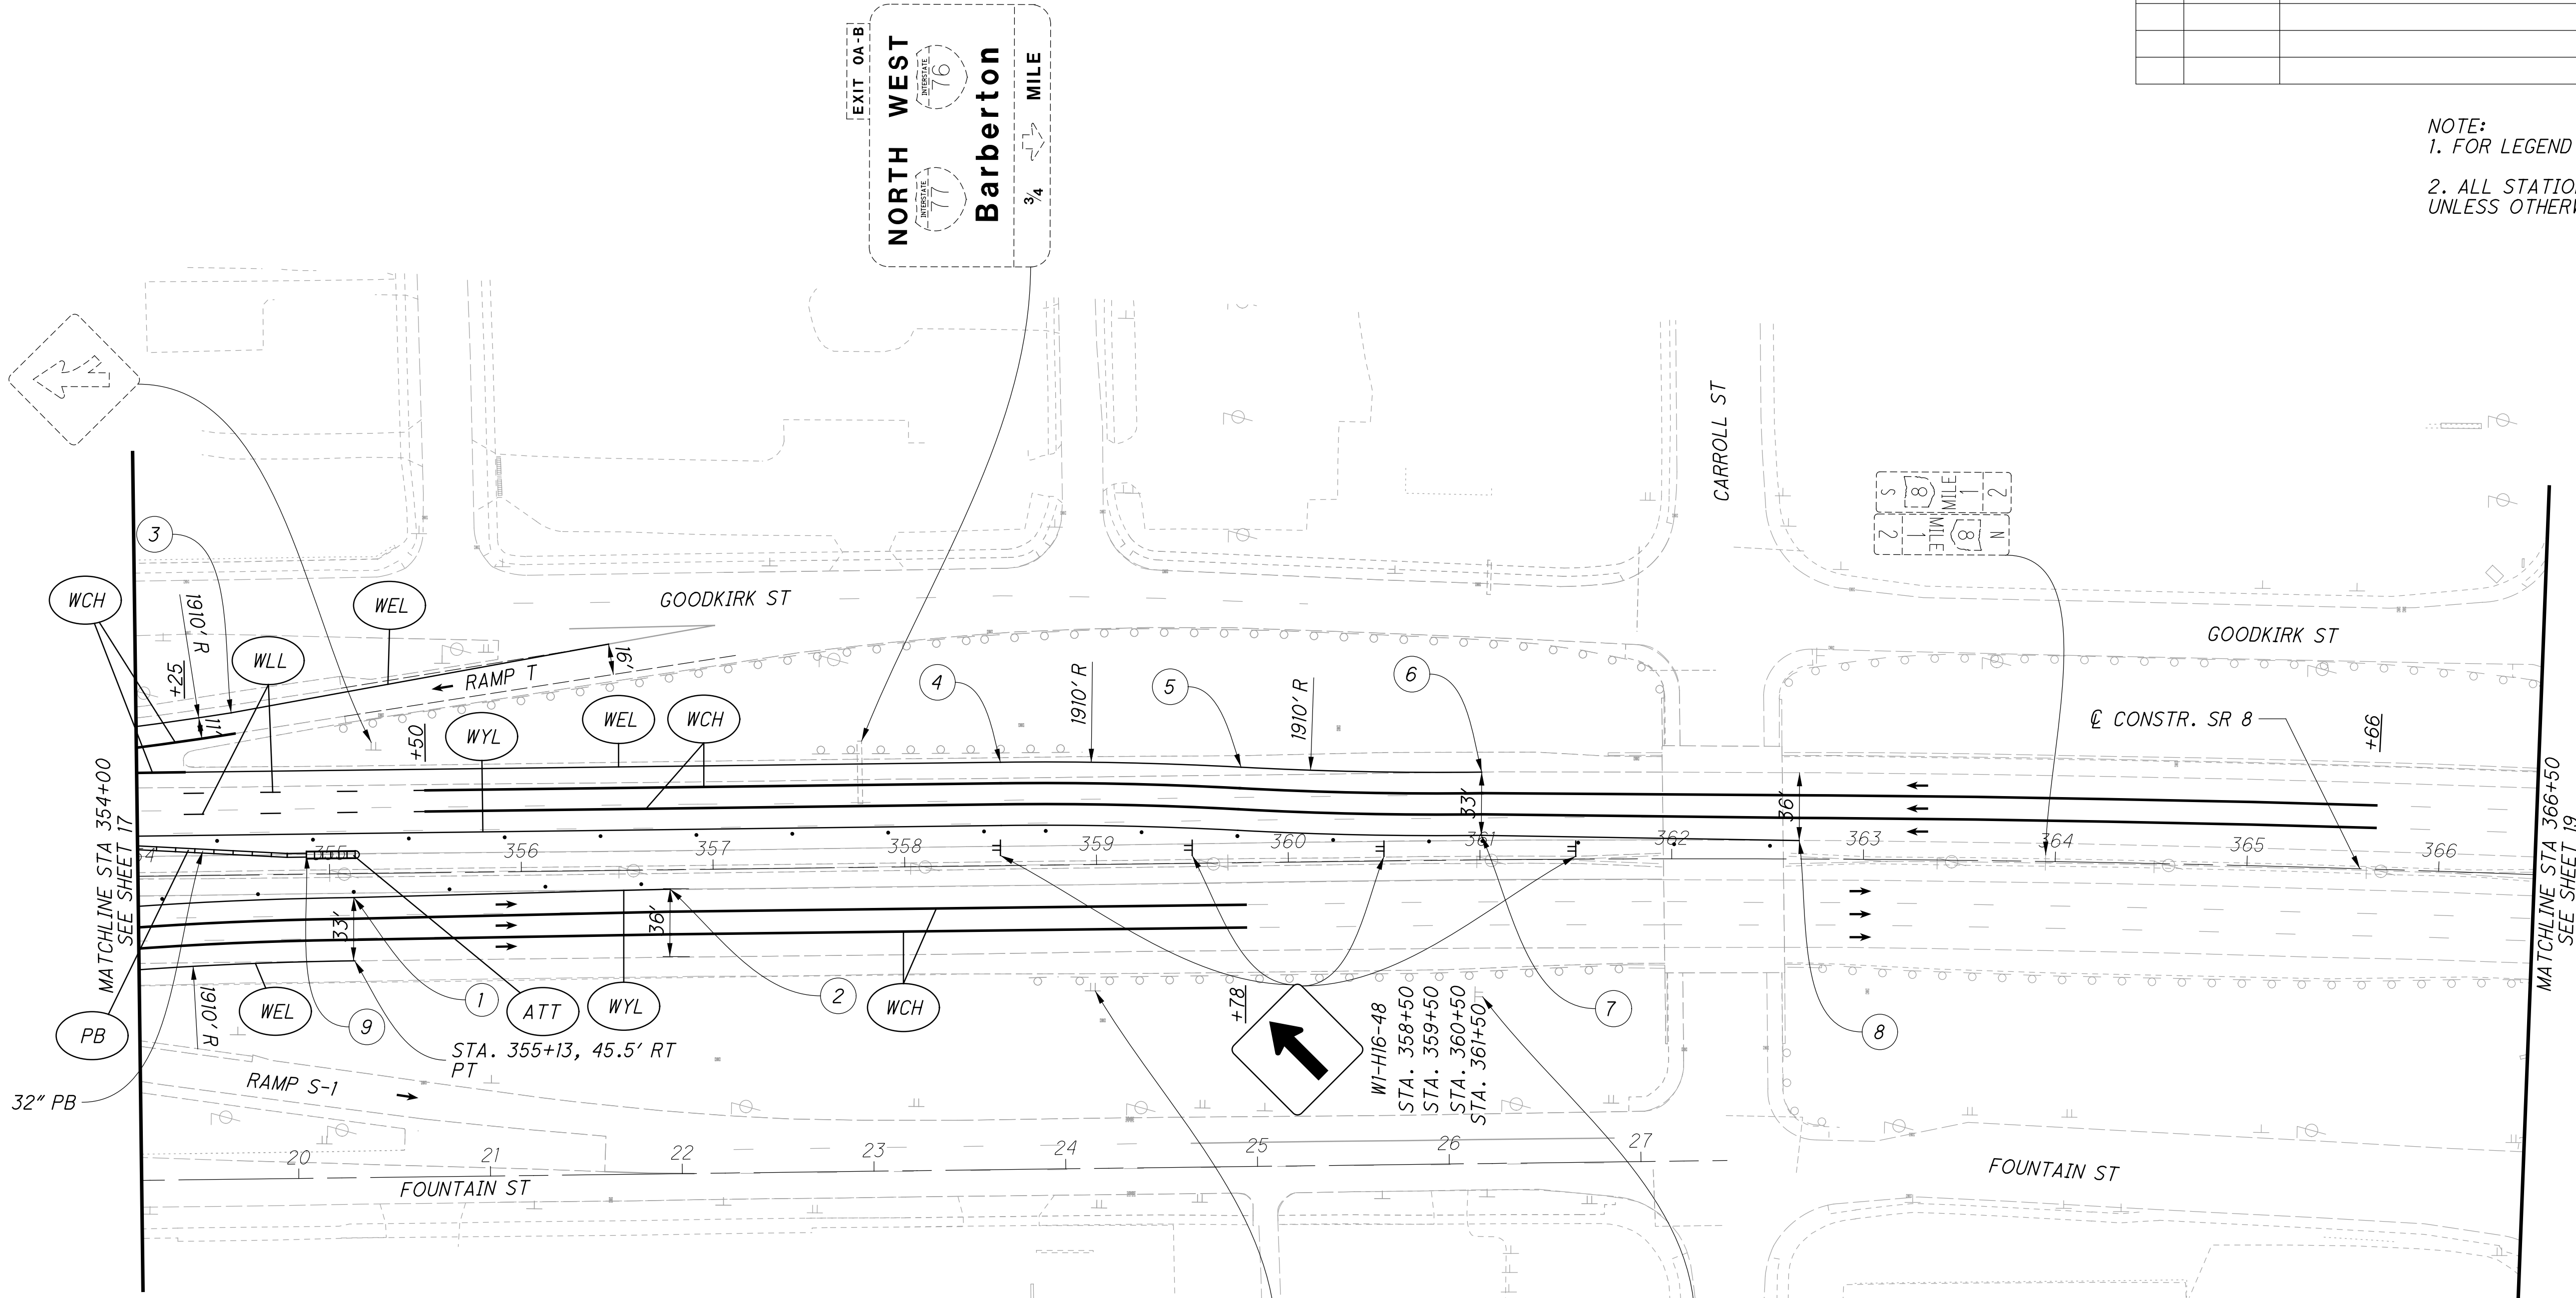 EXIT 0A-B
NORTH WEST
INTERSTATE
77
INTERSTATE
76
Barberton
3/4 MILE
NOTE:
1. FOR LEGEND
2. ALL STATION
UNLESS OTHERW
CARROLL ST
S
8
MILE
1
2
N
8
MILE
1
2
3
WCH
1910' R
+25
WLL
WEL
11'
GOODKIRK ST
16'
RAMP T
+50
WYL
WEL
WCH
4
1910' R
5
1910' R
6
GOODKIRK ST
℄ CONSTR. SR 8
+66
MATCHLINE STA 354+00
SEE SHEET 17
33'
36'
355
356
357
358
359
360
361
362
363
364
365
366
MATCHLINE STA 366+50
SEE SHEET 19
33'
36'
PB
1910' R
WEL
9
1
ATT
WYL
2
WCH
+78
W1-H16-48
STA. 358+50
STA. 359+50
STA. 360+50
STA. 361+50
7
8
STA. 355+13, 45.5' RT
PT
32" PB
RAMP S-1
20
21
22
23
24
25
26
27
FOUNTAIN ST
FOUNTAIN ST